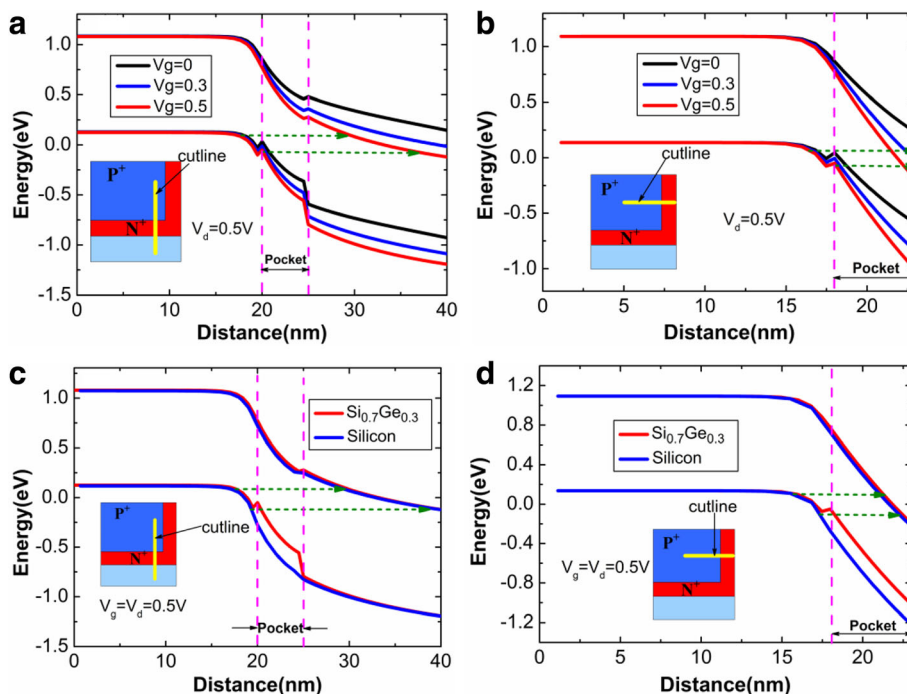 a
1.5
1.0
0.5
0.0
-0.5
-1.0
-1.5
Energy(eV)
Vg=0
Vg=0.3
Vg=0.5
cutline
P+
N+
Vd=0.5V
Pocket
0 10 20 30 40
Distance(nm)
b
1.0
0.5
0.0
-0.5
-1.0
Energy(eV)
Vg=0
Vg=0.3
Vg=0.5
cutline
P+
N+
Vd=0.5V
Pocket
0 5 10 15 20
Distance(nm)
c
1.0
0.5
0.0
-0.5
-1.0
-1.5
Energy(eV)
Si0.7Ge0.3
Silicon
P+
cutline
N+
Vg=Vd=0.5V
Pocket
0 10 20 30 40
Distance(nm)
d
1.2
0.8
0.4
0.0
-0.4
-0.8
-1.2
Energy(eV)
Si0.7Ge0.3
Silicon
cutline
P+
Vg=Vd=0.5V
N+
Pocket
0 5 10 15 20
Distance(nm)